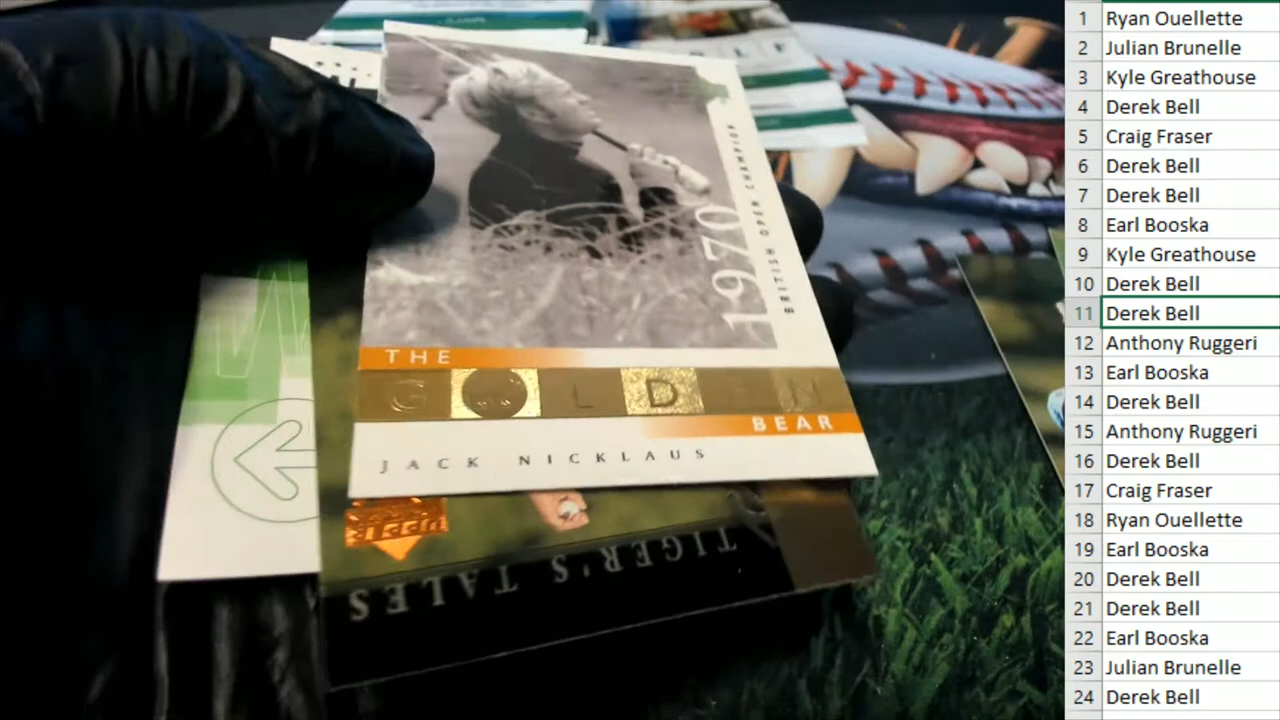 GOLF
1970
BRITISH OPEN CHAMPION
THE
GOLDEN
BEAR
JACK NICKLAUS
TIGER'S TALES
1 Ryan Ouellette
2 Julian Brunelle
3 Kyle Greathouse
4 Derek Bell
5 Craig Fraser
6 Derek Bell
7 Derek Bell
8 Earl Booska
9 Kyle Greathouse
10 Derek Bell
11 Derek Bell
12 Anthony Ruggeri
13 Earl Booska
14 Derek Bell
15 Anthony Ruggeri
16 Derek Bell
17 Craig Fraser
18 Ryan Ouellette
19 Earl Booska
20 Derek Bell
21 Derek Bell
22 Earl Booska
23 Julian Brunelle
24 Derek Bell